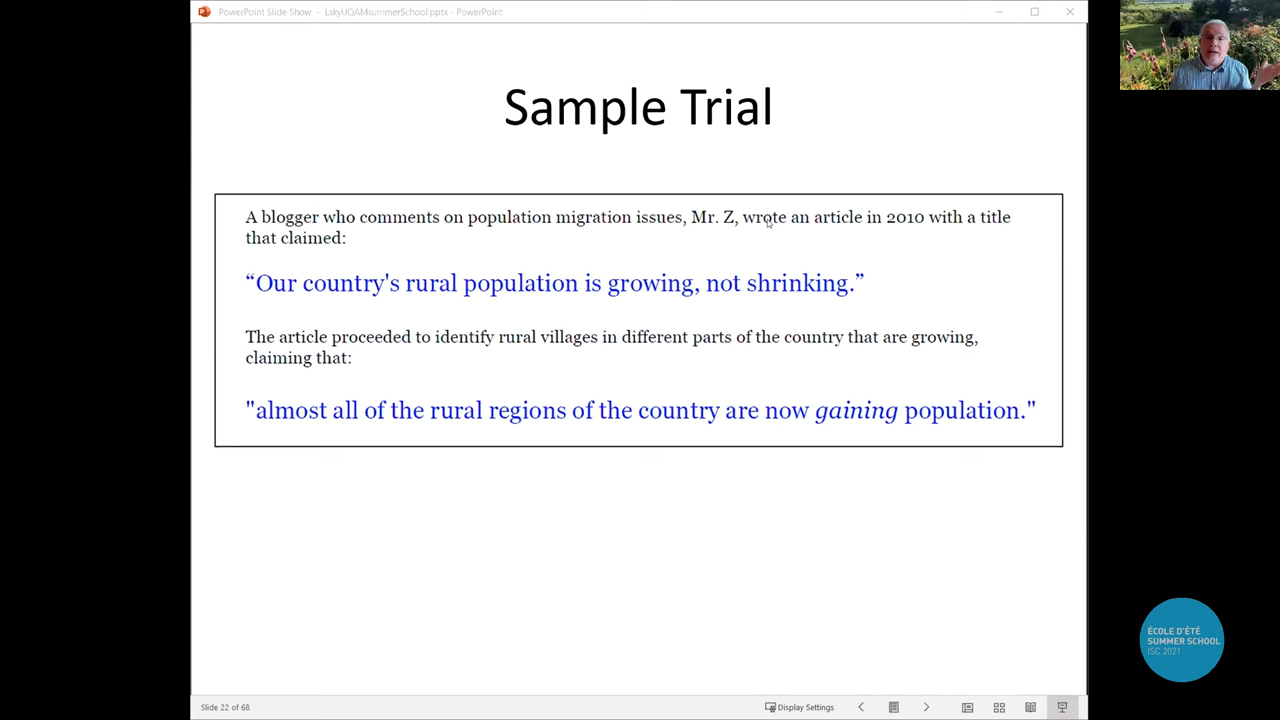 PowerPoint Slide Show - LskyUQAMsummerSchool.pptx - PowerPoint
Sample Trial
A blogger who comments on population migration issues, Mr. Z, wrote an article in 2010 with a title
that claimed:
“Our country's rural population is growing, not shrinking.”
The article proceeded to identify rural villages in different parts of the country that are growing,
claiming that:
"almost all of the rural regions of the country are now gaining population."
ÉCOLE D'ÉTÉ
SUMMER SCHOOL
ISC 2021
Slide 22 of 68
Display Settings